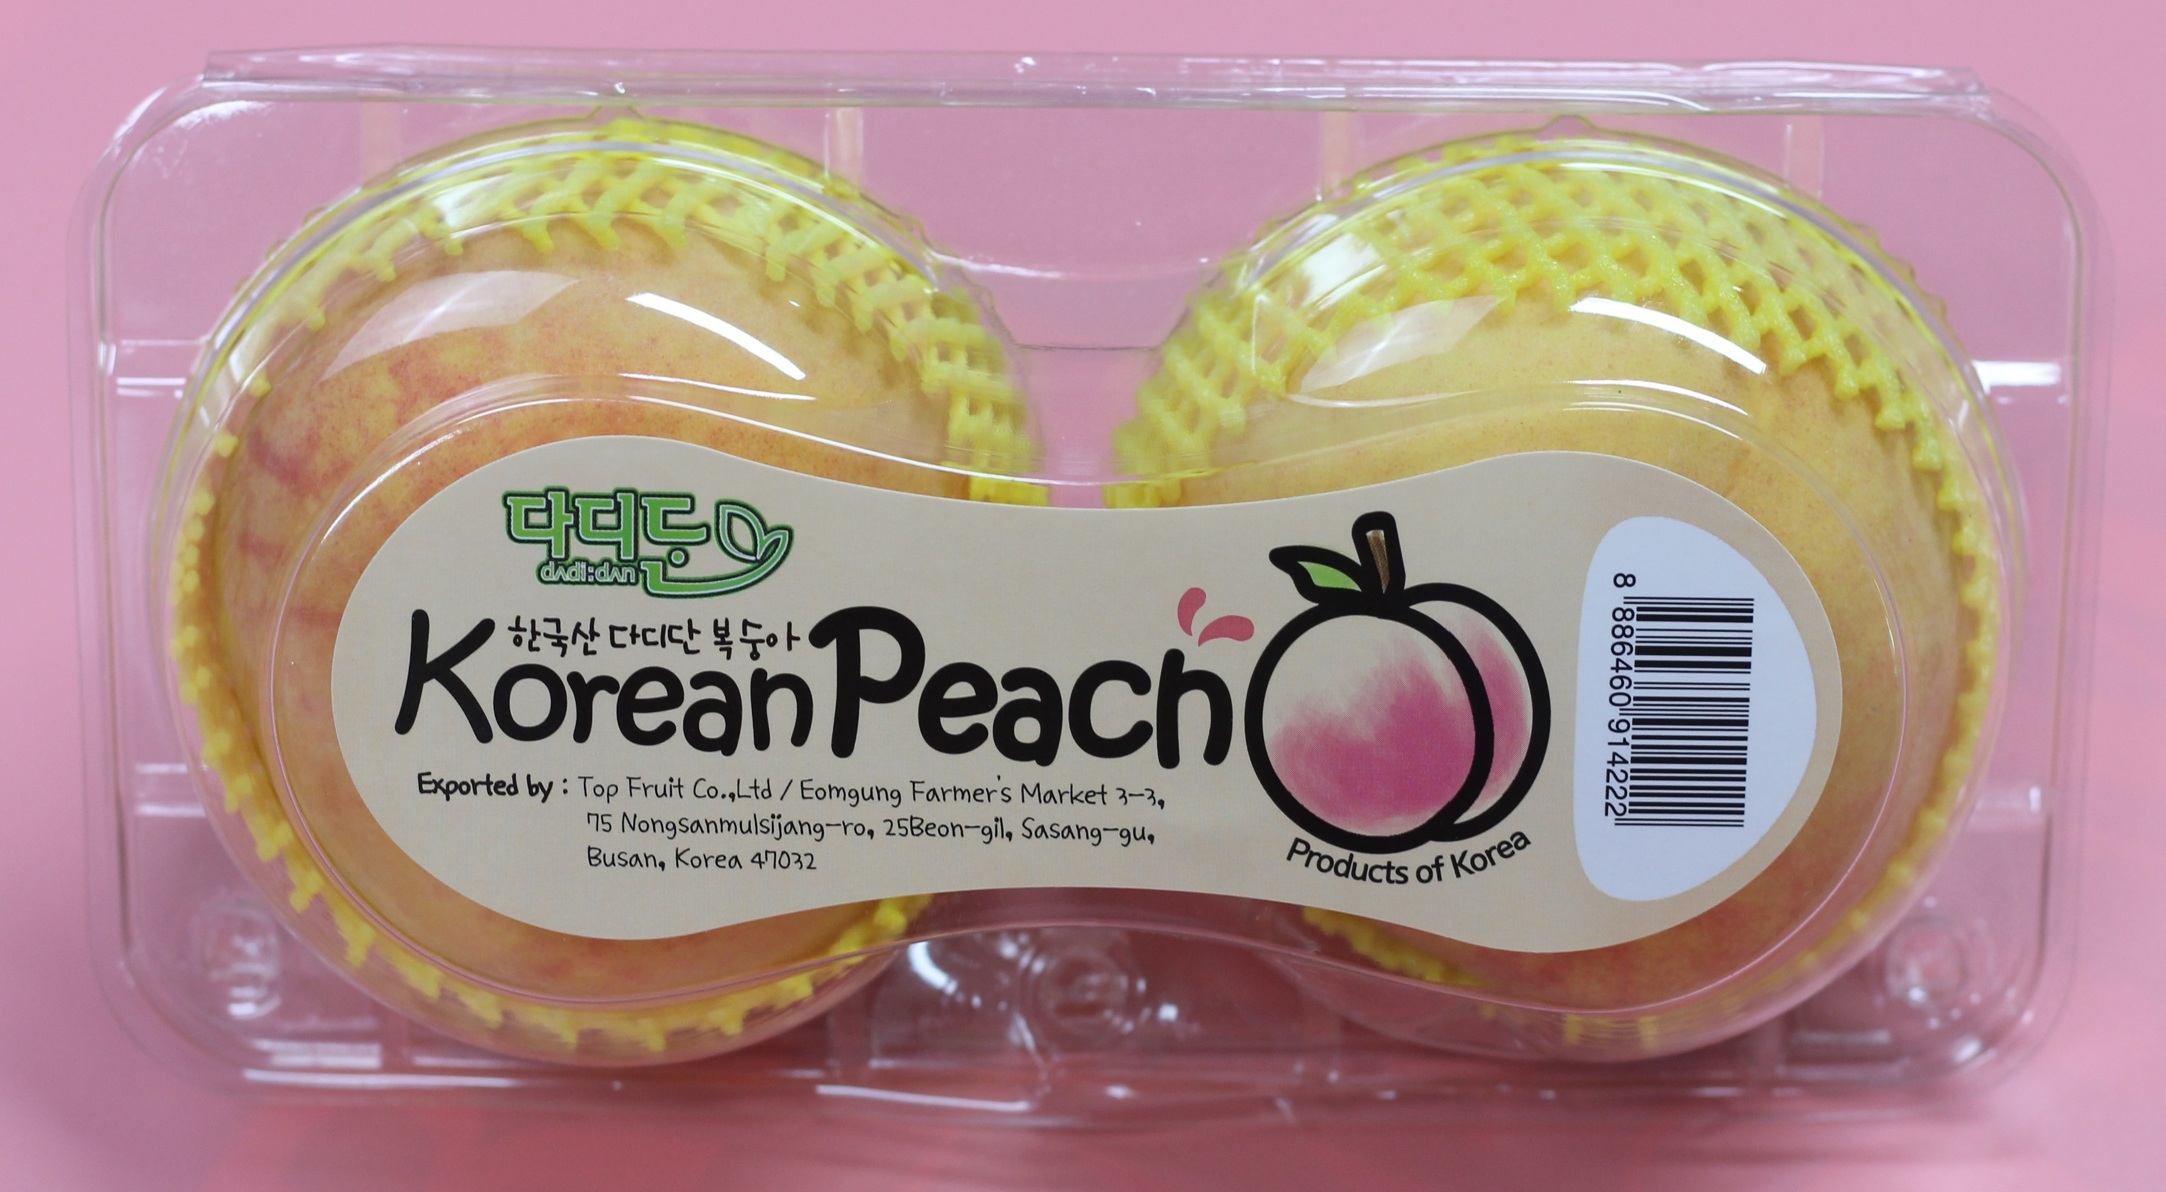 다디단
dʌdi:dʌn
한국산 다디단 복숭아
Korean Peach
Exported by : Top Fruit Co.,Ltd / Eomgung Farmer's Market 3-3,
75 Nongsanmulsijang-ro, 25Beon-gil, Sasang-gu,
Busan, Korea 47032
Products of Korea
8 886460 914222